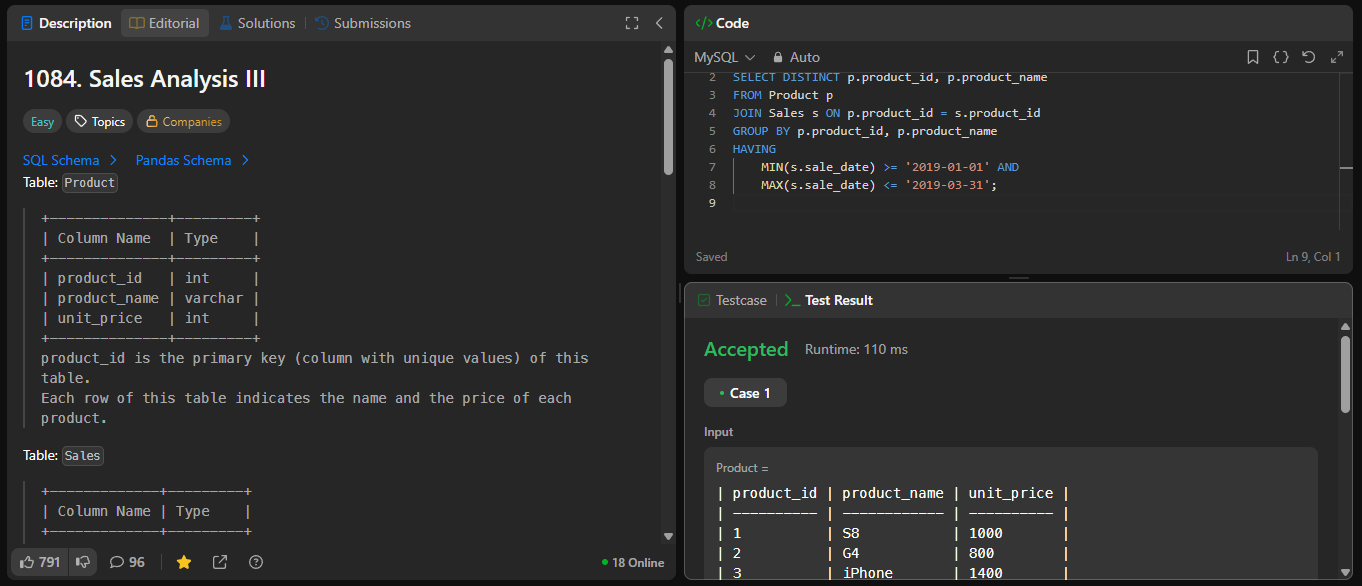 Description
Editorial
Solutions
Submissions
1084. Sales Analysis III
Easy
Topics
Companies
SQL Schema
Pandas Schema
Table: Product
+--------------+---------+
| Column Name  | Type    |
+--------------+---------+
| product_id   | int     |
| product_name | varchar |
| unit_price   | int     |
+--------------+---------+
product_id is the primary key (column with unique values) of this
table.
Each row of this table indicates the name and the price of each
product.
Table: Sales
+-------------+---------+
| Column Name | Type    |
+-------------+---------+
791
96
18 Online
</> Code
MySQL
Auto
2 SELECT DISTINCT p.product_id, p.product_name
3 FROM Product p
4 JOIN Sales s ON p.product_id = s.product_id
5 GROUP BY p.product_id, p.product_name
6 HAVING
7     MIN(s.sale_date) >= '2019-01-01' AND
8     MAX(s.sale_date) <= '2019-03-31';
9
Saved
Ln 9, Col 1
Testcase
>_ Test Result
Accepted
Runtime: 110 ms
• Case 1
Input
Product =
| product_id | product_name | unit_price |
| ---------- | ------------ | ---------- |
| 1          | S8           | 1000       |
| 2          | G4           | 800        |
| 3          | iPhone       | 1400       |